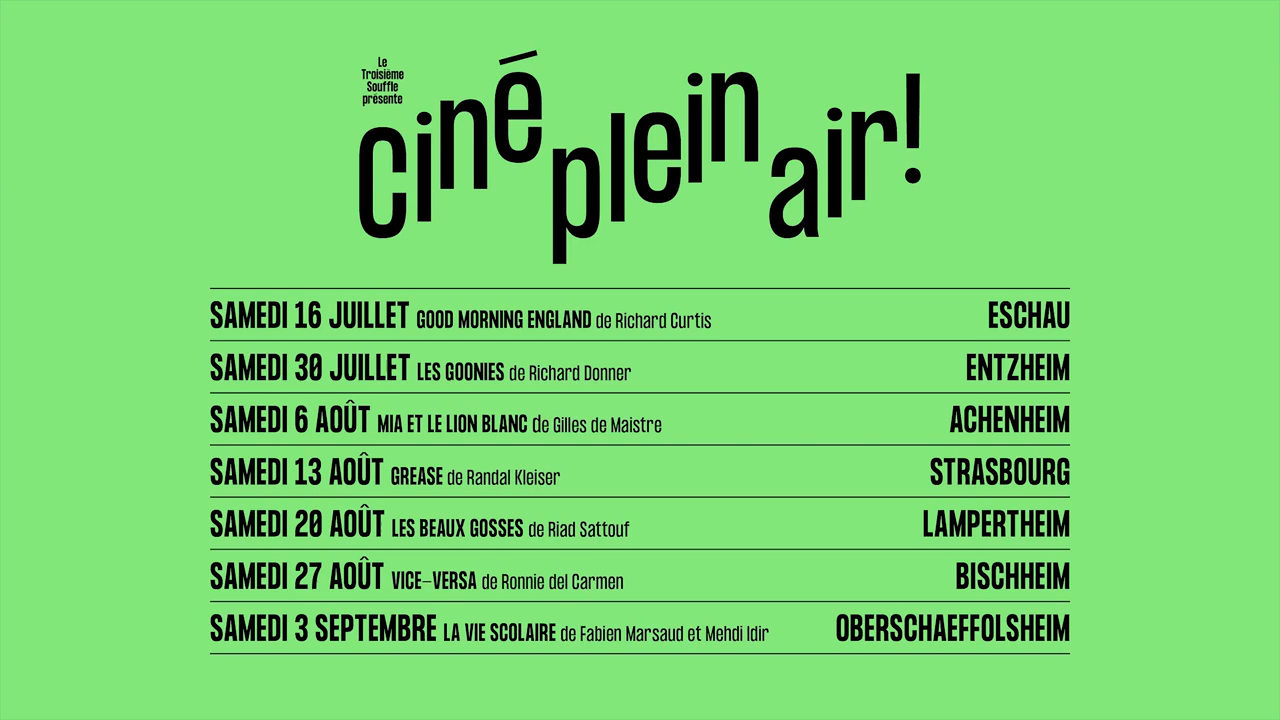 Le
Troisième
Souffle
présente
Ciné plein air!
SAMEDI 16 JUILLET GOOD MORNING ENGLAND de Richard Curtis ESCHAU
SAMEDI 30 JUILLET LES GOONIES de Richard Donner ENTZHEIM
SAMEDI 6 AOÛT MIA ET LE LION BLANC de Gilles de Maistre ACHENHEIM
SAMEDI 13 AOÛT GREASE de Randal Kleiser STRASBOURG
SAMEDI 20 AOÛT LES BEAUX GOSSES de Riad Sattouf LAMPERTHEIM
SAMEDI 27 AOÛT VICE–VERSA de Ronnie del Carmen BISCHHEIM
SAMEDI 3 SEPTEMBRE LA VIE SCOLAIRE de Fabien Marsaud et Mehdi Idir OBERSCHAEFFOLSHEIM